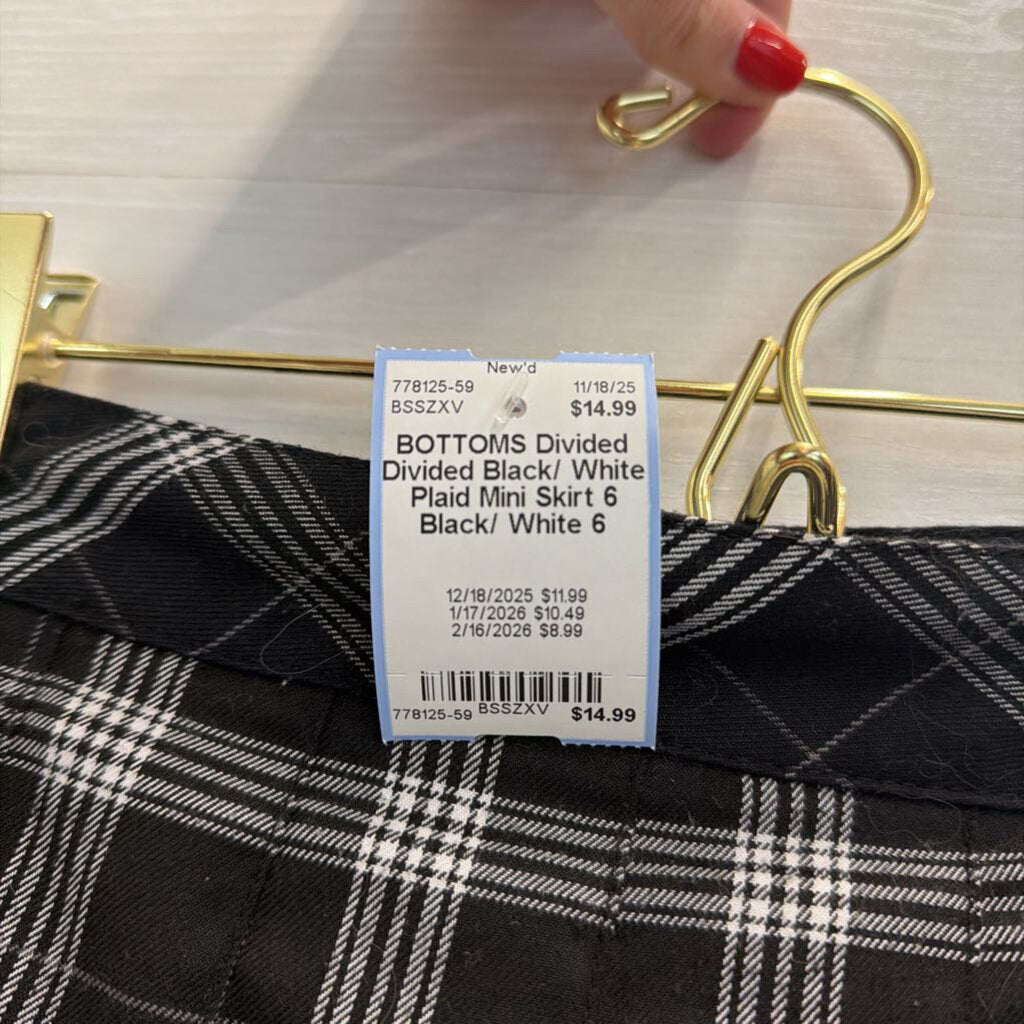 New'd
778125-59 11/18/25
BSSZXV $14.99
BOTTOMS Divided
Divided Black/ White
Plaid Mini Skirt 6
Black/ White 6
12/18/2025 $11.99
1/17/2026 $10.49
2/16/2026 $8.99
778125-59 BSSZXV $14.99